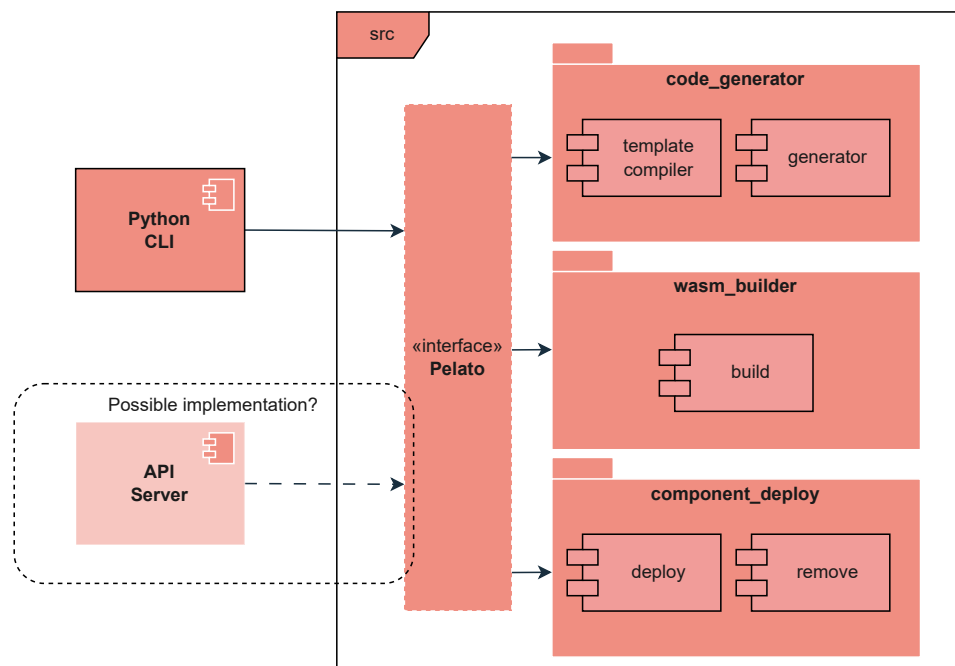 src
code_generator
template
compiler
generator
Python
CLI
wasm_builder
«interface»
Pelato
build
Possible implementation?
API
Server
component_deploy
deploy
remove